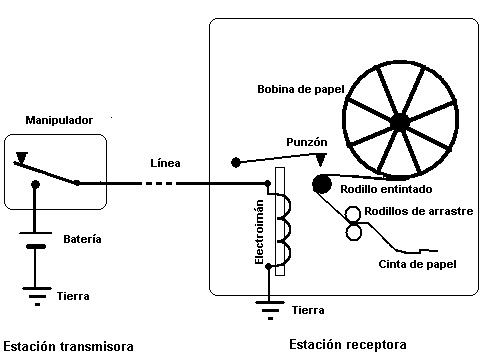 Bobina de papel
Manipulador
Punzón
Línea
Rodillo entintado
Rodillos de arrastre
Electroimán
Batería
Cinta de papel
Tierra
Tierra
Estación transmisora
Estación receptora